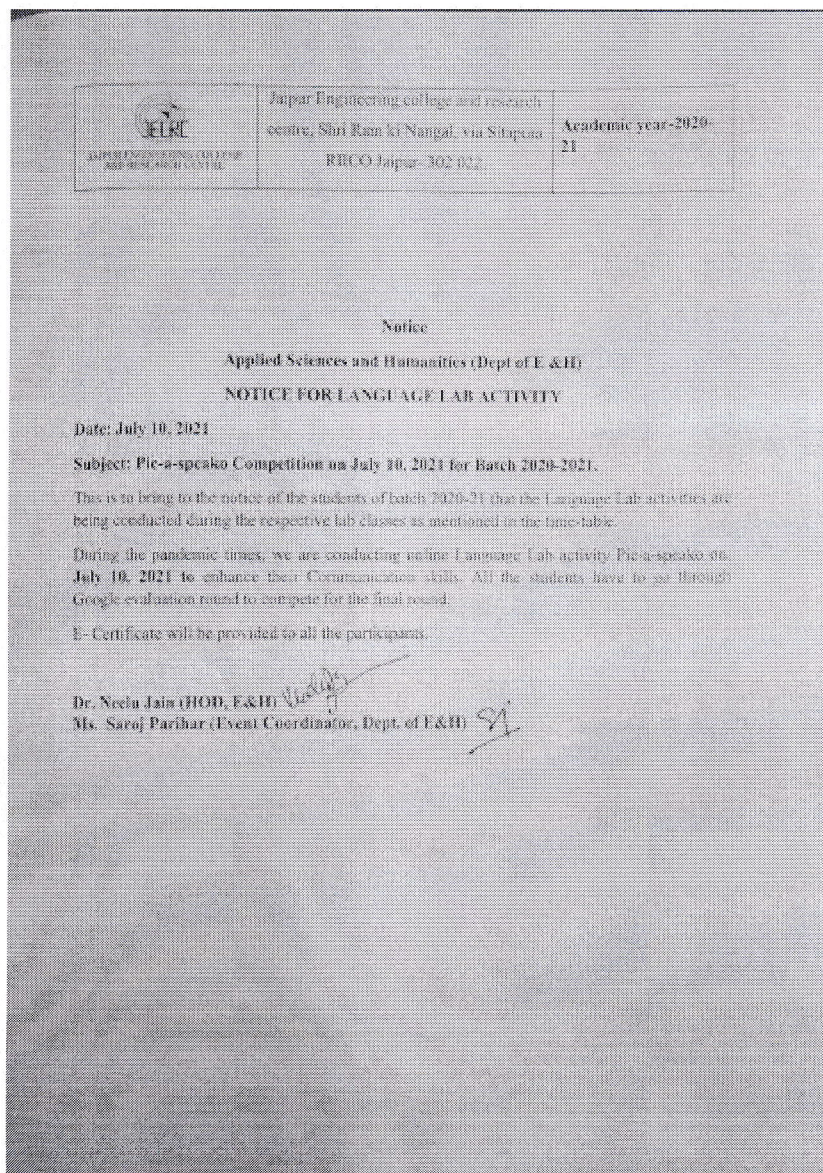 JECRC
JAIPUR ENGINEERING COLLEGE
AND RESEARCH CENTRE
Jaipur Engineering college and research
centre, Shri Ram ki Nangal, via Sitapura
RIICO Jaipur- 302 022.
Academic year-2020-
21
Notice
Applied Sciences and Humanities (Dept of E &H)
NOTICE FOR LANGUAGE LAB ACTIVITY
Date: July 10, 2021
Subject: Pic-a-speako Competition on July 10, 2021 for Batch 2020-2021.
This is to bring to the notice of the students of batch 2020-21 that the Language Lab activities are
being conducted during the respective lab classes as mentioned in the time-table.
During the pandemic times, we are conducting online Language Lab activity Pic-a-speako on,
July 10, 2021 to enhance their Communication skills. All the students have to go through
Google evaluation round to compete for the final round.
E- Certificate will be provided to all the participants.
Dr. Neelu Jain (HOD, E&H)
Ms. Saroj Parihar (Event Coordinator, Dept. of E&H)